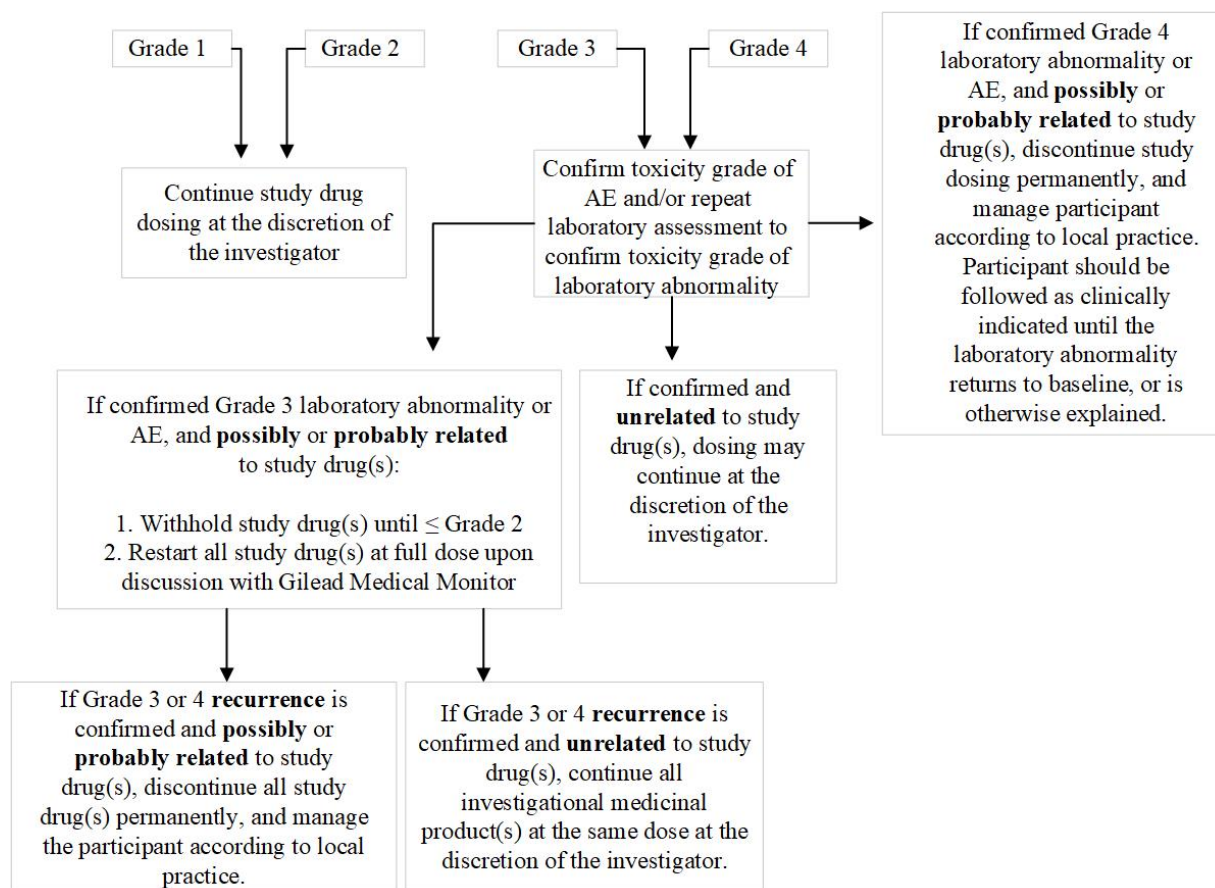 Grade 1
Grade 2
Grade 3
Grade 4
Continue study drug
dosing at the discretion of
the investigator
Confirm toxicity grade of
AE and/or repeat
laboratory assessment to
confirm toxicity grade of
laboratory abnormality
If confirmed Grade 4
laboratory abnormality or
AE, and possibly or
probably related to study
drug(s), discontinue study
dosing permanently, and
manage participant
according to local practice.
Participant should be
followed as clinically
indicated until the
laboratory abnormality
returns to baseline, or is
otherwise explained.
If confirmed Grade 3 laboratory abnormality or
AE, and possibly or probably related
to study drug(s):
1. Withhold study drug(s) until ≤ Grade 2
2. Restart all study drug(s) at full dose upon
discussion with Gilead Medical Monitor
If confirmed and
unrelated to study
drug(s), dosing may
continue at the
discretion of the
investigator.
If Grade 3 or 4 recurrence is
confirmed and possibly or
probably related to study
drug(s), discontinue all study
drug(s) permanently, and manage
the participant according to local
practice.
If Grade 3 or 4 recurrence is
confirmed and unrelated to study
drug(s), continue all
investigational medicinal
product(s) at the same dose at the
discretion of the investigator.